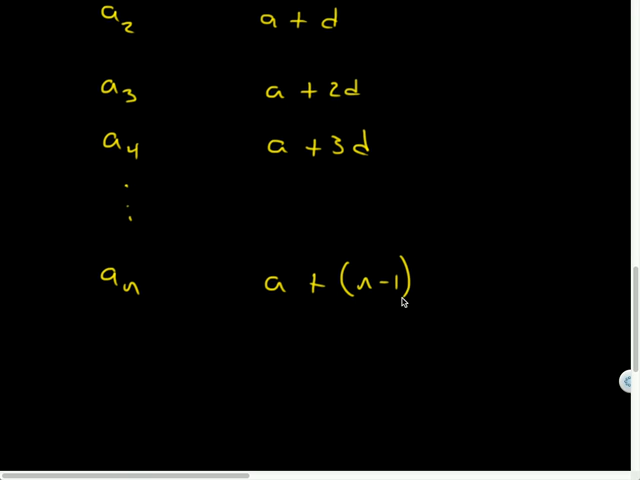 a₂ a + d
a₃ a + 2d
a₄ a + 3d
⋮
aₙ a + (n-1)